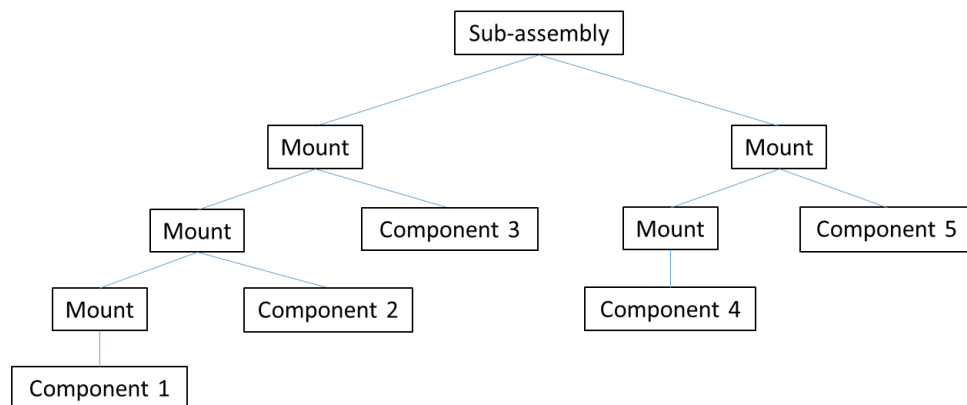 Sub-assembly
Mount
Mount
Mount
Component 3
Mount
Component 5
Mount
Component 2
Component 4
Component 1